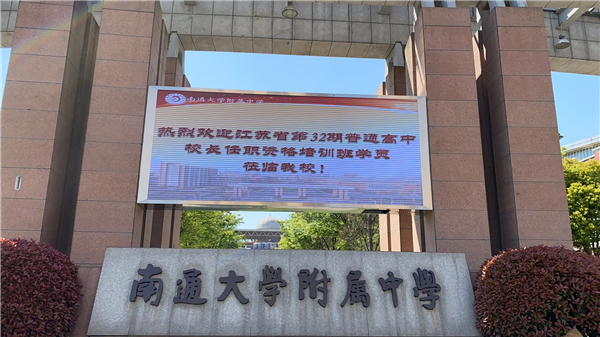 南通大学附属中学
热烈欢迎江苏省第32期普通高中
校长任职资格培训班学员
莅临我校！
南通大學附属中學